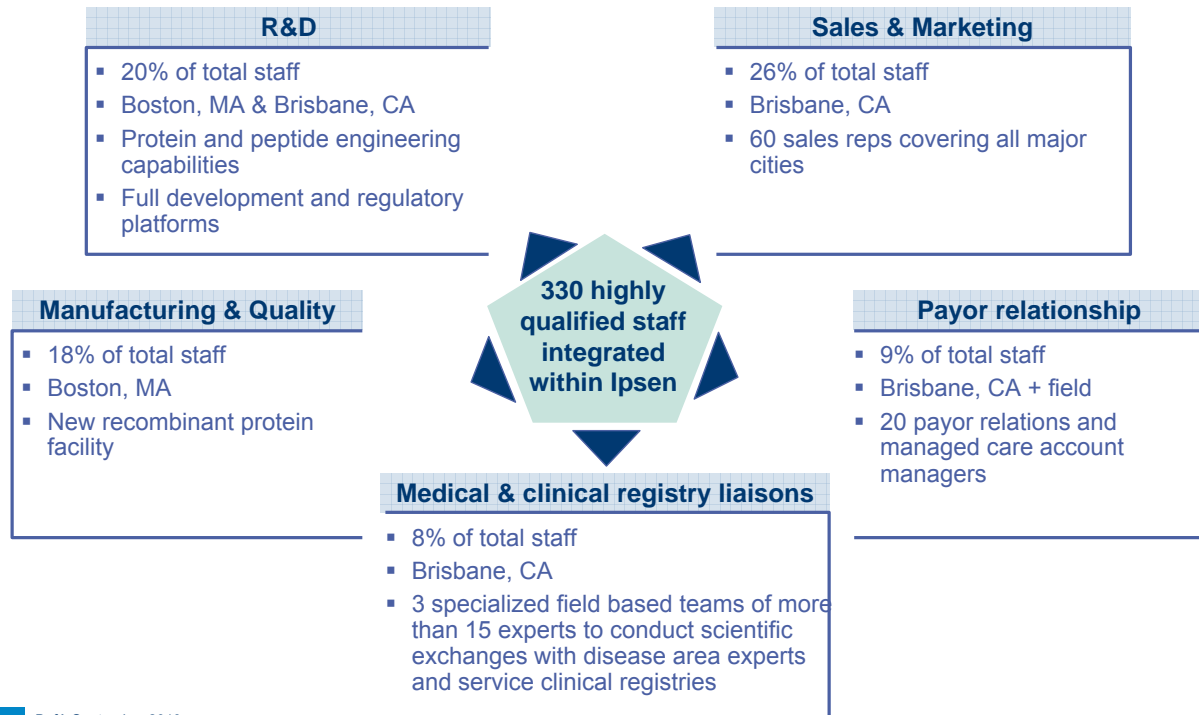 R&D
▪ 20% of total staff
▪ Boston, MA & Brisbane, CA
▪ Protein and peptide engineering
capabilities
▪ Full development and regulatory
platforms
Sales & Marketing
▪ 26% of total staff
▪ Brisbane, CA
▪ 60 sales reps covering all major
cities
330 highly
qualified staff
integrated
within Ipsen
Manufacturing & Quality
▪ 18% of total staff
▪ Boston, MA
▪ New recombinant protein
facility
Payor relationship
▪ 9% of total staff
▪ Brisbane, CA + field
▪ 20 payor relations and
managed care account
managers
Medical & clinical registry liaisons
▪ 8% of total staff
▪ Brisbane, CA
▪ 3 specialized field based teams of more
than 15 experts to conduct scientific
exchanges with disease area experts
and service clinical registries